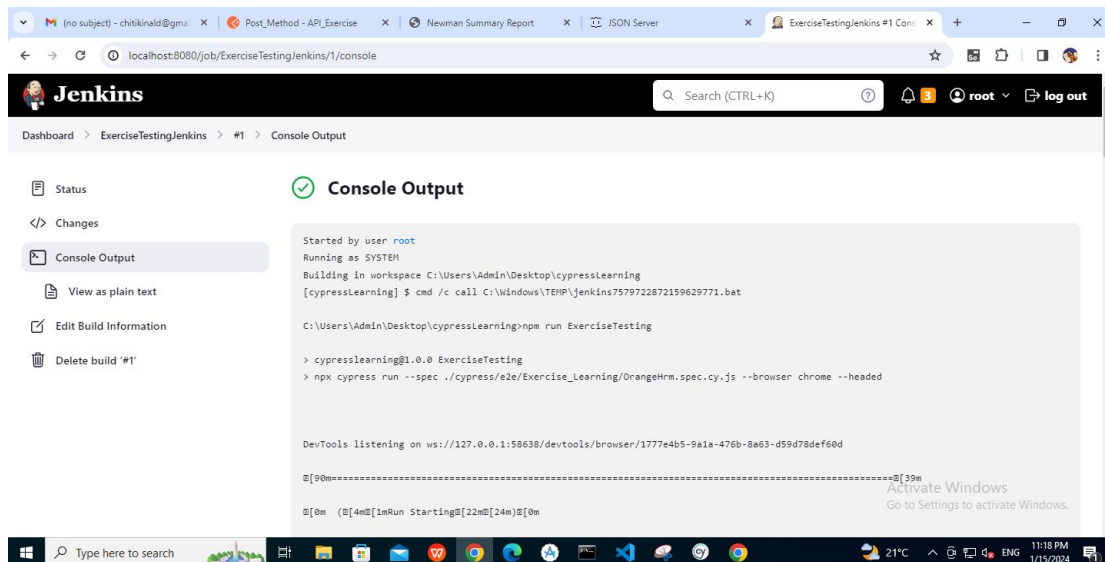 (no subject) - chitikinald@gma
Post_Method - API_Exercise
Newman Summary Report
JSON Server
ExerciseTestingJenkins #1 Cons
localhost:8080/job/ExerciseTestingJenkins/1/console
Jenkins
Search (CTRL+K)
3
root
log out
Dashboard > ExerciseTestingJenkins > #1 > Console Output
Status
Changes
Console Output
View as plain text
Edit Build Information
Delete build '#1'
Console Output
Started by user root
Running as SYSTEM
Building in workspace C:\Users\Admin\Desktop\cypressLearning
[cypressLearning] $ cmd /c call C:\Windows\TEMP\jenkins7579722872159629771.bat
C:\Users\Admin\Desktop\cypressLearning>npm run ExerciseTesting
> cypresslearning@1.0.0 ExerciseTesting
> npx cypress run --spec ./cypress/e2e/Exercise_Learning/OrangeHrm.spec.cy.js --browser chrome --headed
DevTools listening on ws://127.0.0.1:58638/devtools/browser/1777e4b5-9a1a-476b-8a63-d59d78def60d
[90m====================================================================================================[39m
[0m  ([4m[1mRun Starting[22m[24m)[0m
Activate Windows
Go to Settings to activate Windows.
Type here to search
21°C
ENG
11:18 PM
1/15/2024